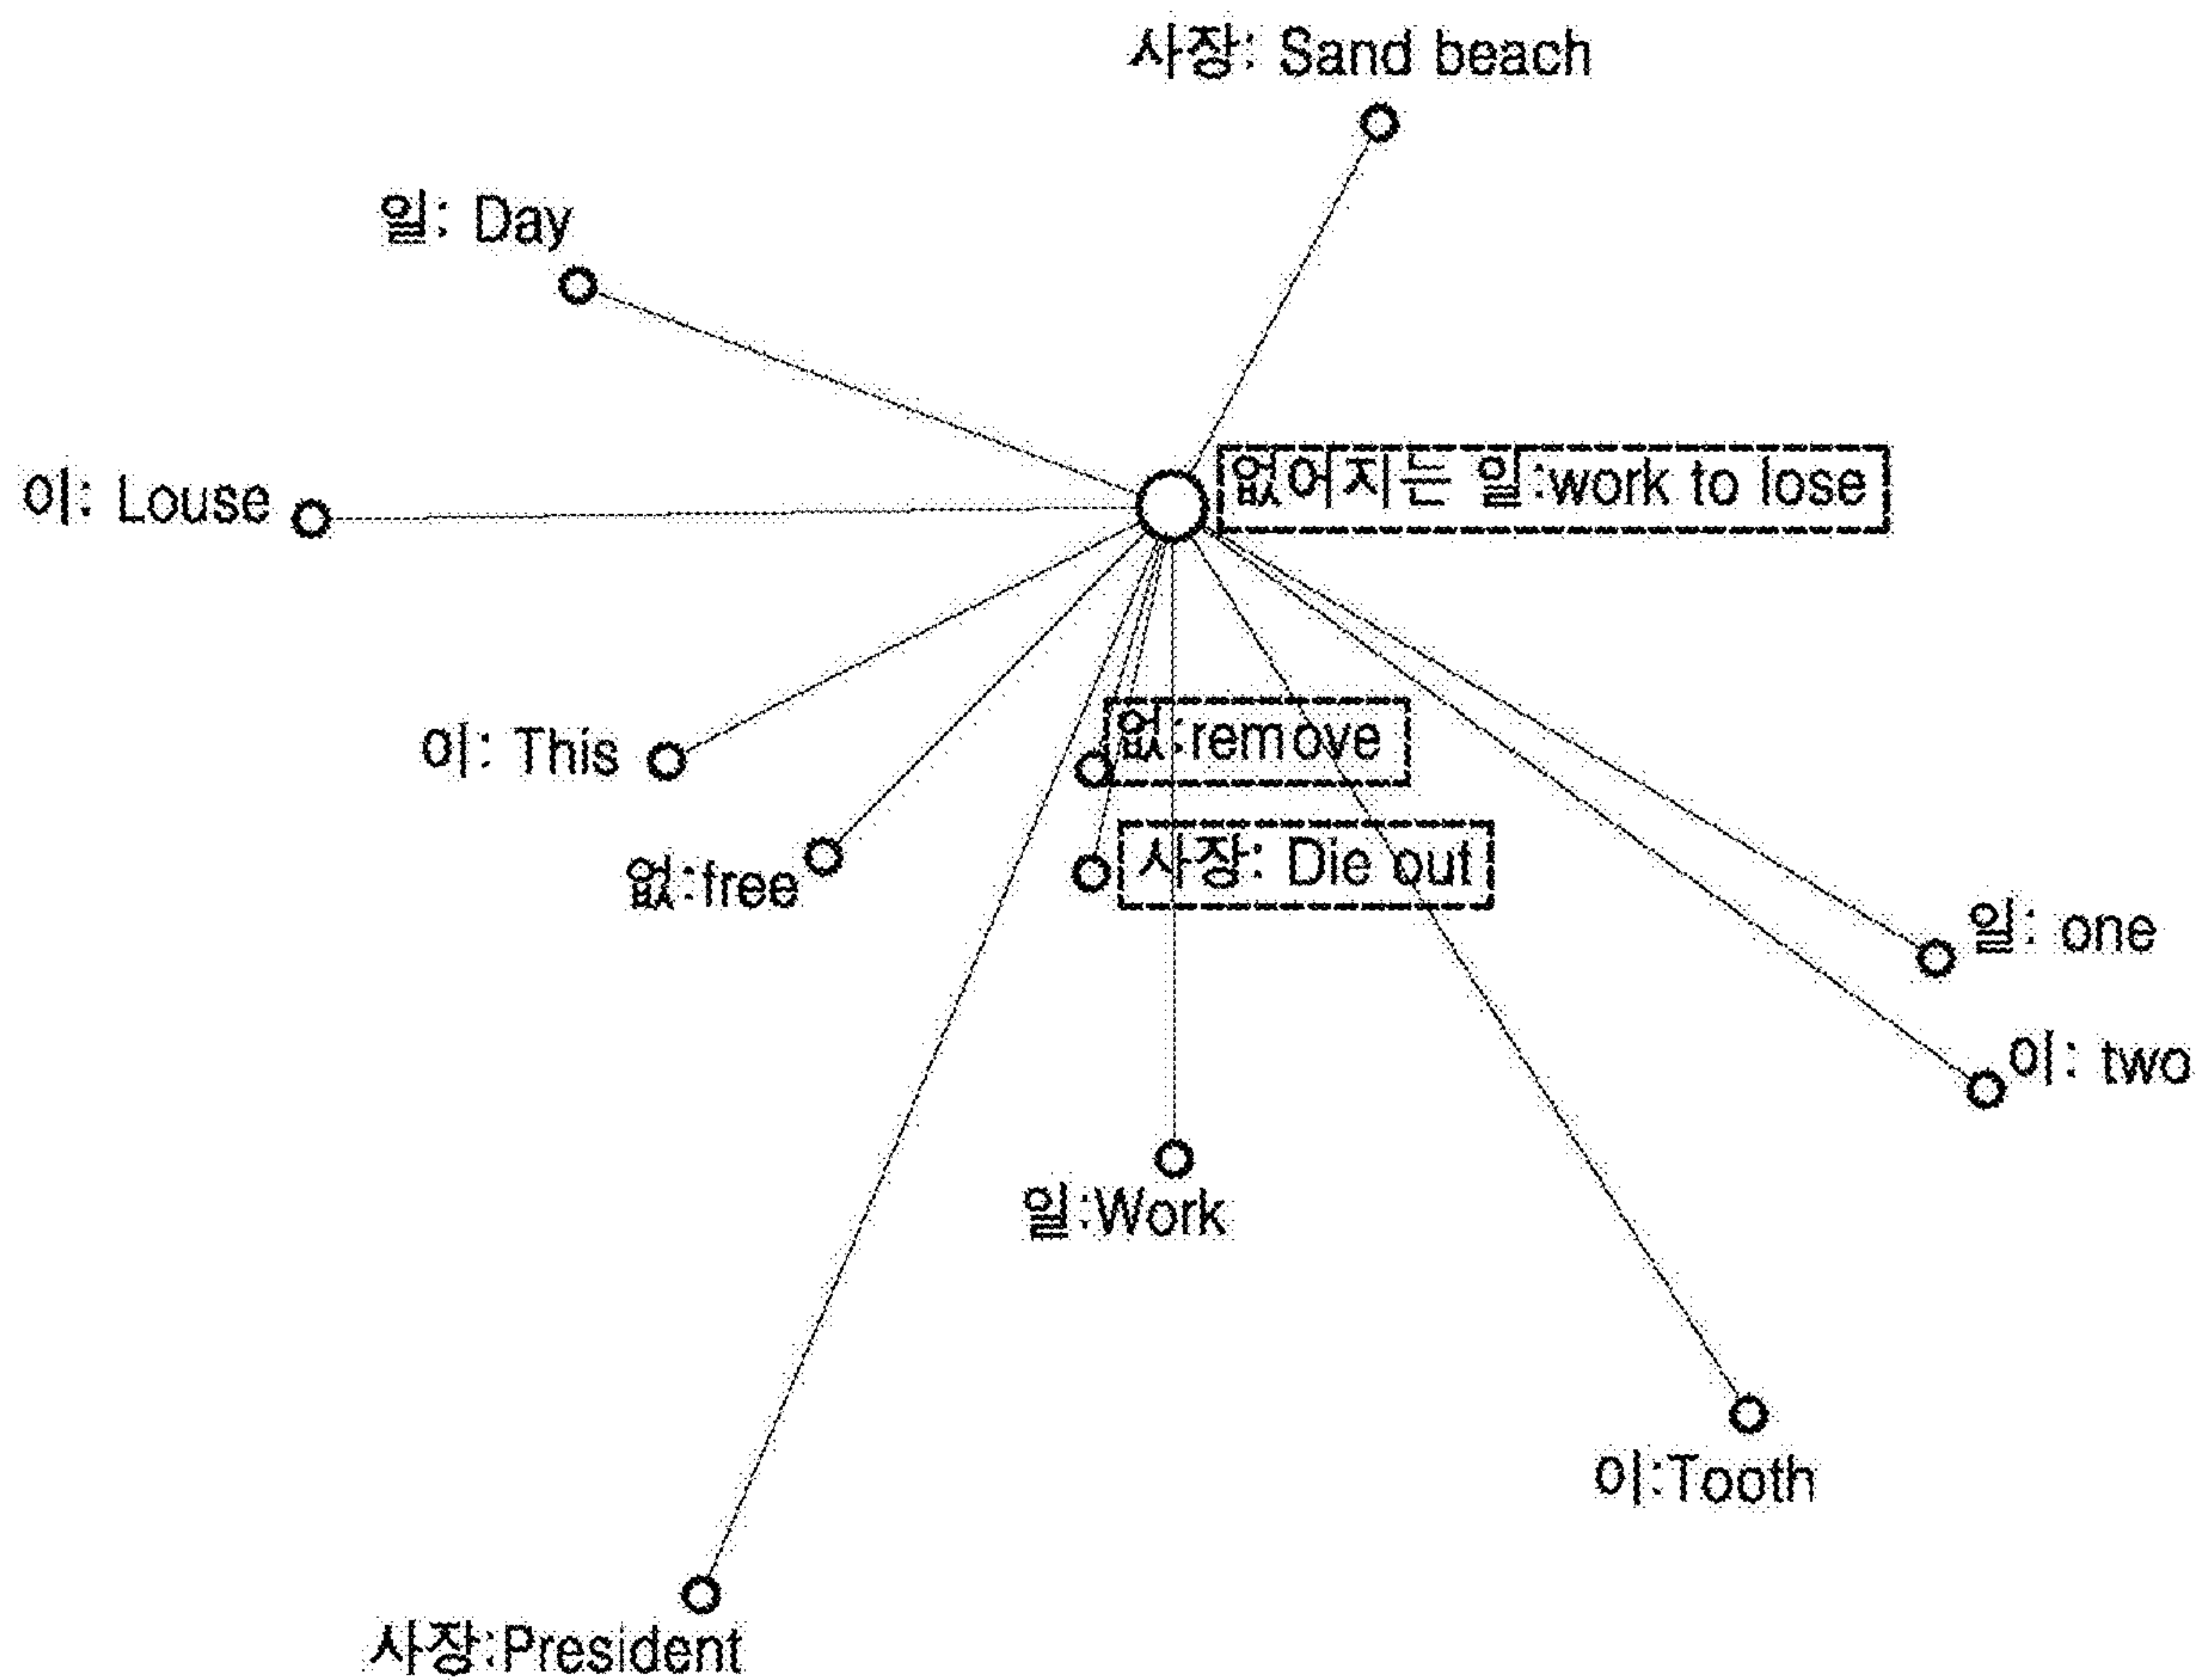 사장: Sand beach
일: Day
없어지는 일:work to lose
이: Louse
없:remove
이: This
사장: Die out
없:free
일: one
이: two
일:Work
이:Tooth
사장:President